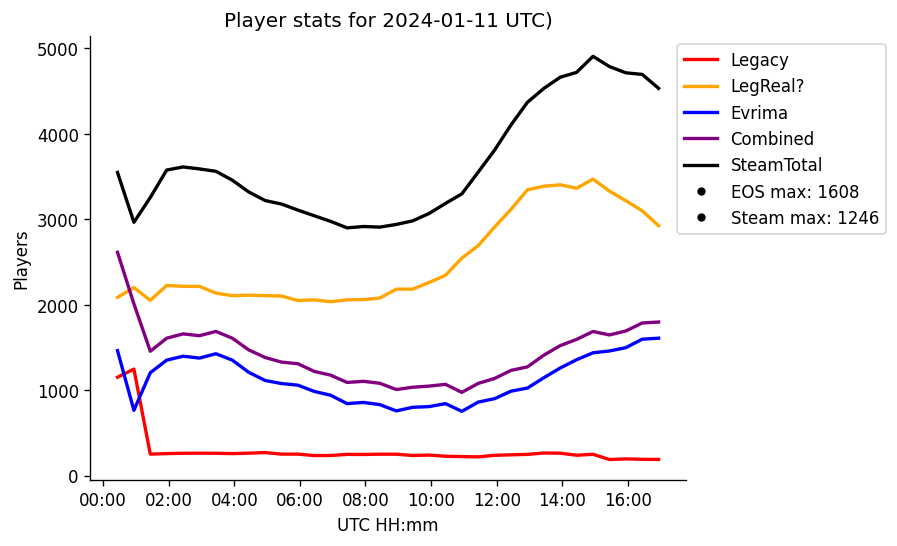 Player stats for 2024-01-11 UTC)
5000
4000
3000
2000
1000
0
Players
00:00 02:00 04:00 06:00 08:00 10:00 12:00 14:00 16:00
UTC HH:mm
Legacy
LegReal?
Evrima
Combined
SteamTotal
EOS max: 1608
Steam max: 1246